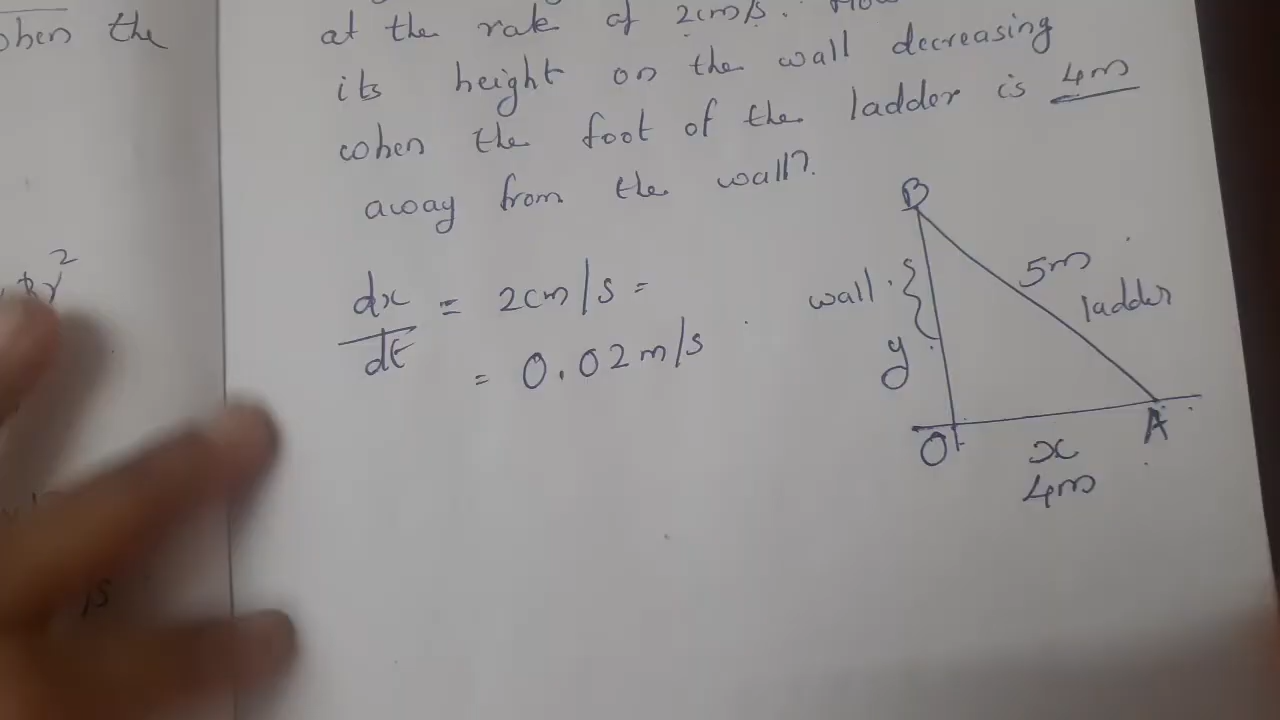 when the
at the rate of 2cm/s. How
its height on the wall decreasing
when the foot of the ladder is 4m
away from the wall?
dx/dt = 2cm/s =
= 0.02m/s
B
5m
ladder
wall
y
O
A
x
4m